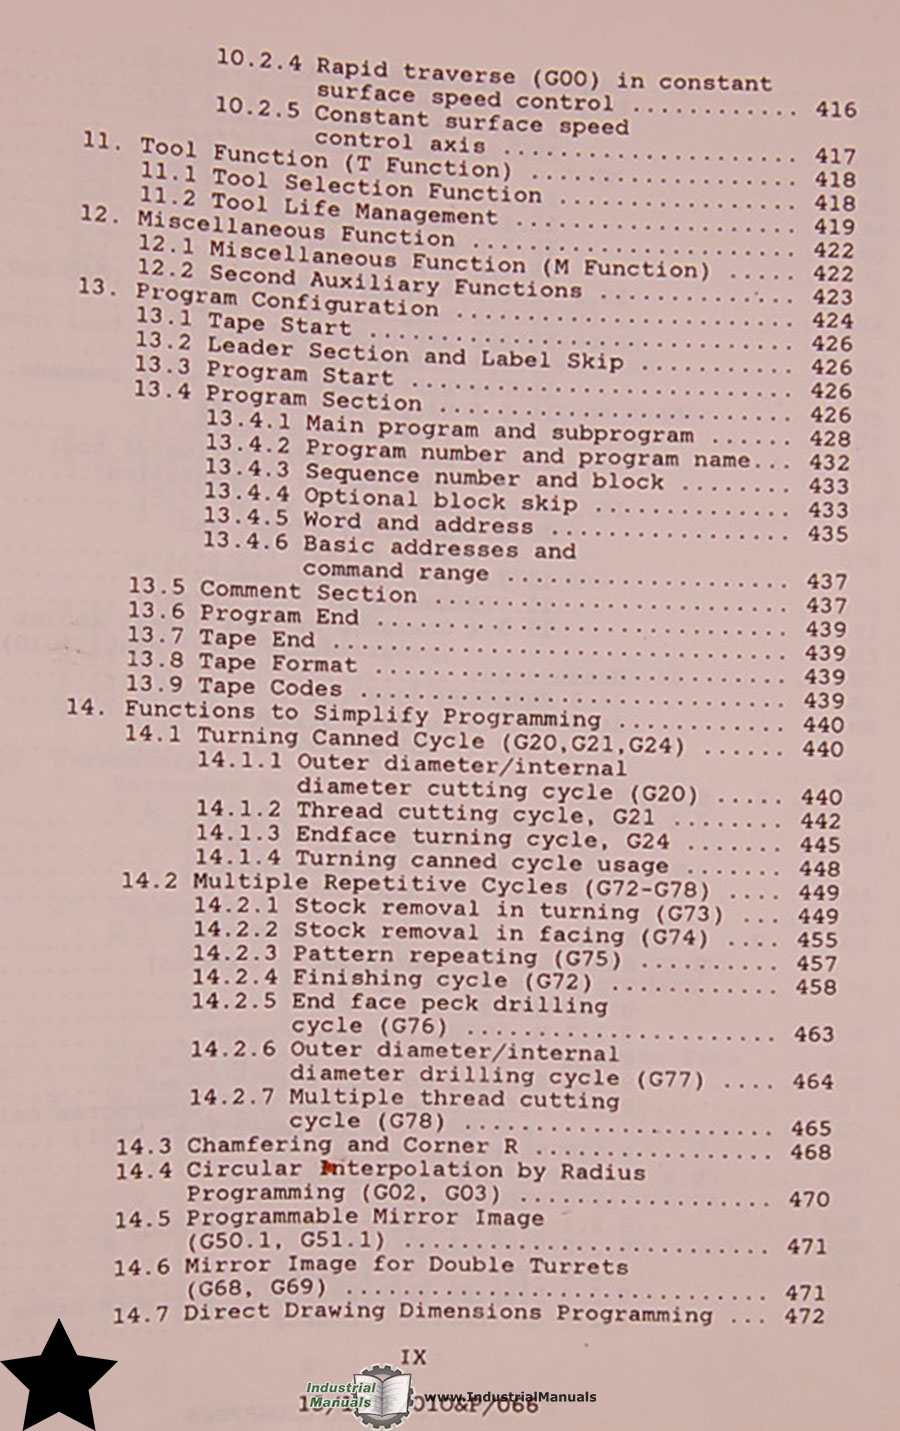 10.2.4 Rapid traverse (G00) in constant
surface speed control ............ 416
10.2.5 Constant surface speed
control axis ..................... 417
11. Tool Function (T Function) ................... 418
11.1 Tool Selection Function ................. 418
11.2 Tool Life Management .................... 419
12. Miscellaneous Function ....................... 422
12.1 Miscellaneous Function (M Function) ..... 422
12.2 Second Auxiliary Functions .............. 423
13. Program Configuration ........................ 424
13.1 Tape Start .............................. 426
13.2 Leader Section and Label Skip ........... 426
13.3 Program Start ........................... 426
13.4 Program Section ......................... 426
13.4.1 Main program and subprogram ...... 428
13.4.2 Program number and program name... 432
13.4.3 Sequence number and block ........ 433
13.4.4 Optional block skip .............. 433
13.4.5 Word and address ................. 435
13.4.6 Basic addresses and
command range .................... 437
13.5 Comment Section ......................... 437
13.6 Program End ............................. 439
13.7 Tape End ................................ 439
13.8 Tape Format ............................. 439
13.9 Tape Codes .............................. 439
14. Functions to Simplify Programming ............ 440
14.1 Turning Canned Cycle (G20,G21,G24) ...... 440
14.1.1 Outer diameter/internal
diameter cutting cycle (G20) ..... 440
14.1.2 Thread cutting cycle, G21 ........ 442
14.1.3 Endface turning cycle, G24 ....... 445
14.1.4 Turning canned cycle usage ....... 448
14.2 Multiple Repetitive Cycles (G72-G78) .... 449
14.2.1 Stock removal in turning (G73) ... 449
14.2.2 Stock removal in facing (G74) .... 455
14.2.3 Pattern repeating (G75) .......... 457
14.2.4 Finishing cycle (G72) ............ 458
14.2.5 End face peck drilling
cycle (G76) ...................... 463
14.2.6 Outer diameter/internal
diameter drilling cycle (G77) .... 464
14.2.7 Multiple thread cutting
cycle (G78) ...................... 465
14.3 Chamfering and Corner R ................. 468
14.4 Circular Interpolation by Radius
Programming (G02, G03) .................. 470
14.5 Programmable Mirror Image
(G50.1, G51.1) .......................... 471
14.6 Mirror Image for Double Turrets
(G68, G69) .............................. 471
14.7 Direct Drawing Dimensions Programming ... 472
IX
Industrial Manuals
www.IndustrialManuals